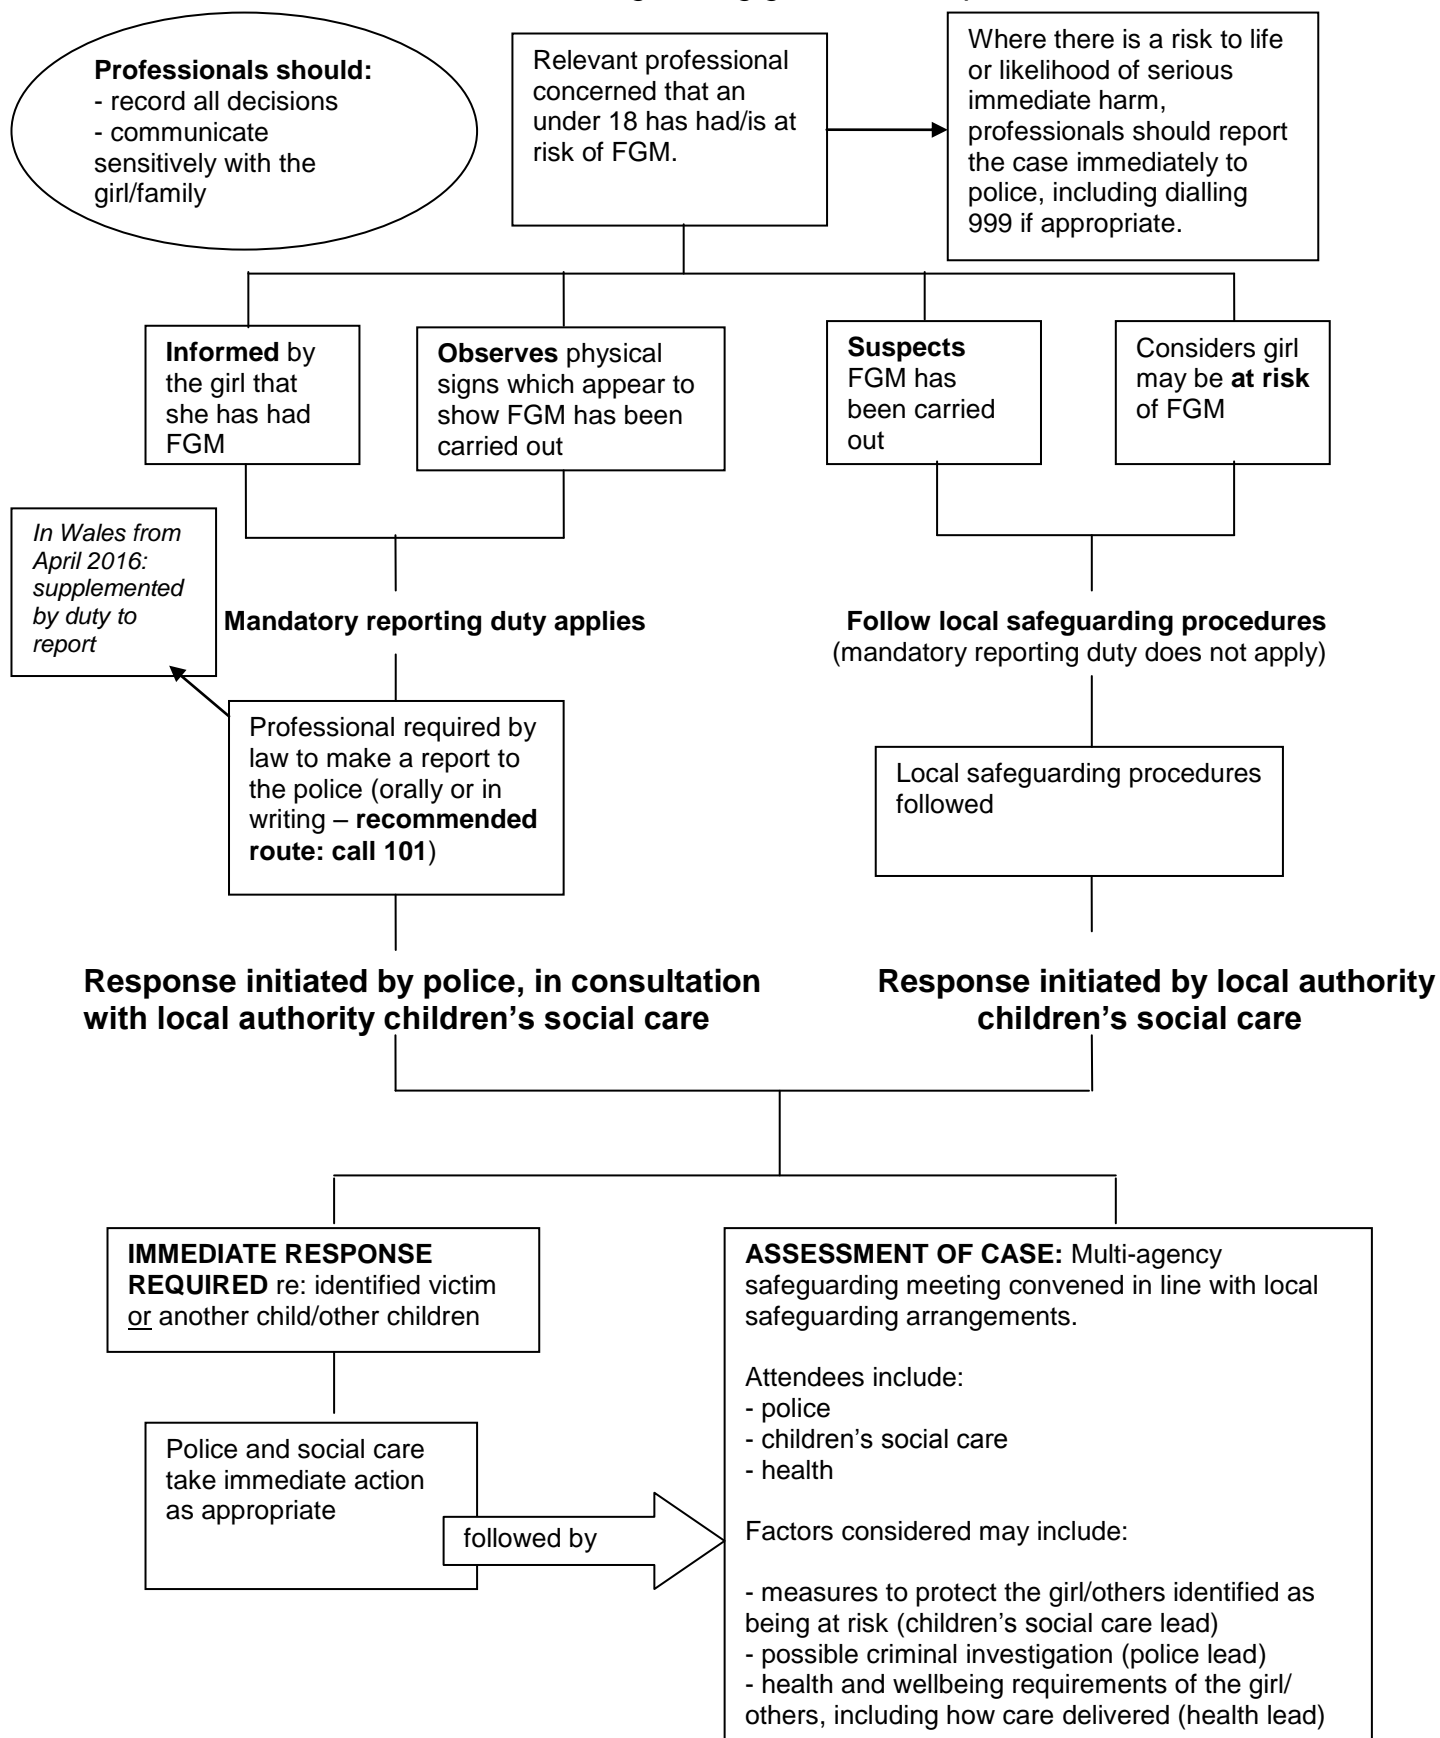 Professionals should:
- record all decisions
- communicate
sensitively with the
girl/family
Relevant professional
concerned that an
under 18 has had/is at
risk of FGM.
Where there is a risk to life
or likelihood of serious
immediate harm,
professionals should report
the case immediately to
police, including dialling
999 if appropriate.
Informed by
the girl that
she has had
FGM
Observes physical
signs which appear to
show FGM has been
carried out
Suspects
FGM has
been carried
out
Considers girl
may be at risk
of FGM
In Wales from
April 2016:
supplemented
by duty to
report
Mandatory reporting duty applies
Follow local safeguarding procedures
(mandatory reporting duty does not apply)
Professional required by
law to make a report to
the police (orally or in
writing – recommended
route: call 101)
Local safeguarding procedures
followed
Response initiated by police, in consultation
with local authority children’s social care
Response initiated by local authority
children’s social care
IMMEDIATE RESPONSE
REQUIRED re: identified victim
or another child/other children
Police and social care
take immediate action
as appropriate
followed by
ASSESSMENT OF CASE: Multi-agency
safeguarding meeting convened in line with local
safeguarding arrangements.
Attendees include:
- police
- children’s social care
- health
Factors considered may include:
- measures to protect the girl/others identified as
being at risk (children’s social care lead)
- possible criminal investigation (police lead)
- health and wellbeing requirements of the girl/
others, including how care delivered (health lead)